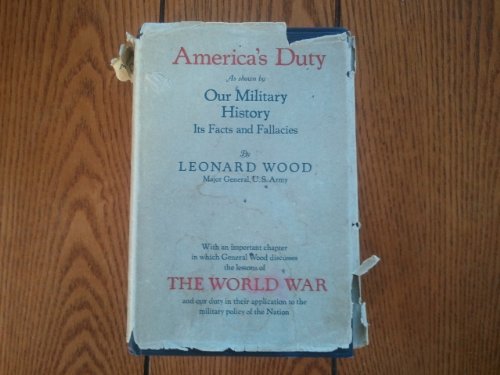 America's Duty
As shown by
Our Military
History
Its Facts and Fallacies
By
LEONARD WOOD
Major General, U.S. Army
With an important chapter
in which General Wood discusses
the lessons of
THE WORLD WAR
and our duty in their application to the
military policy of the Nation